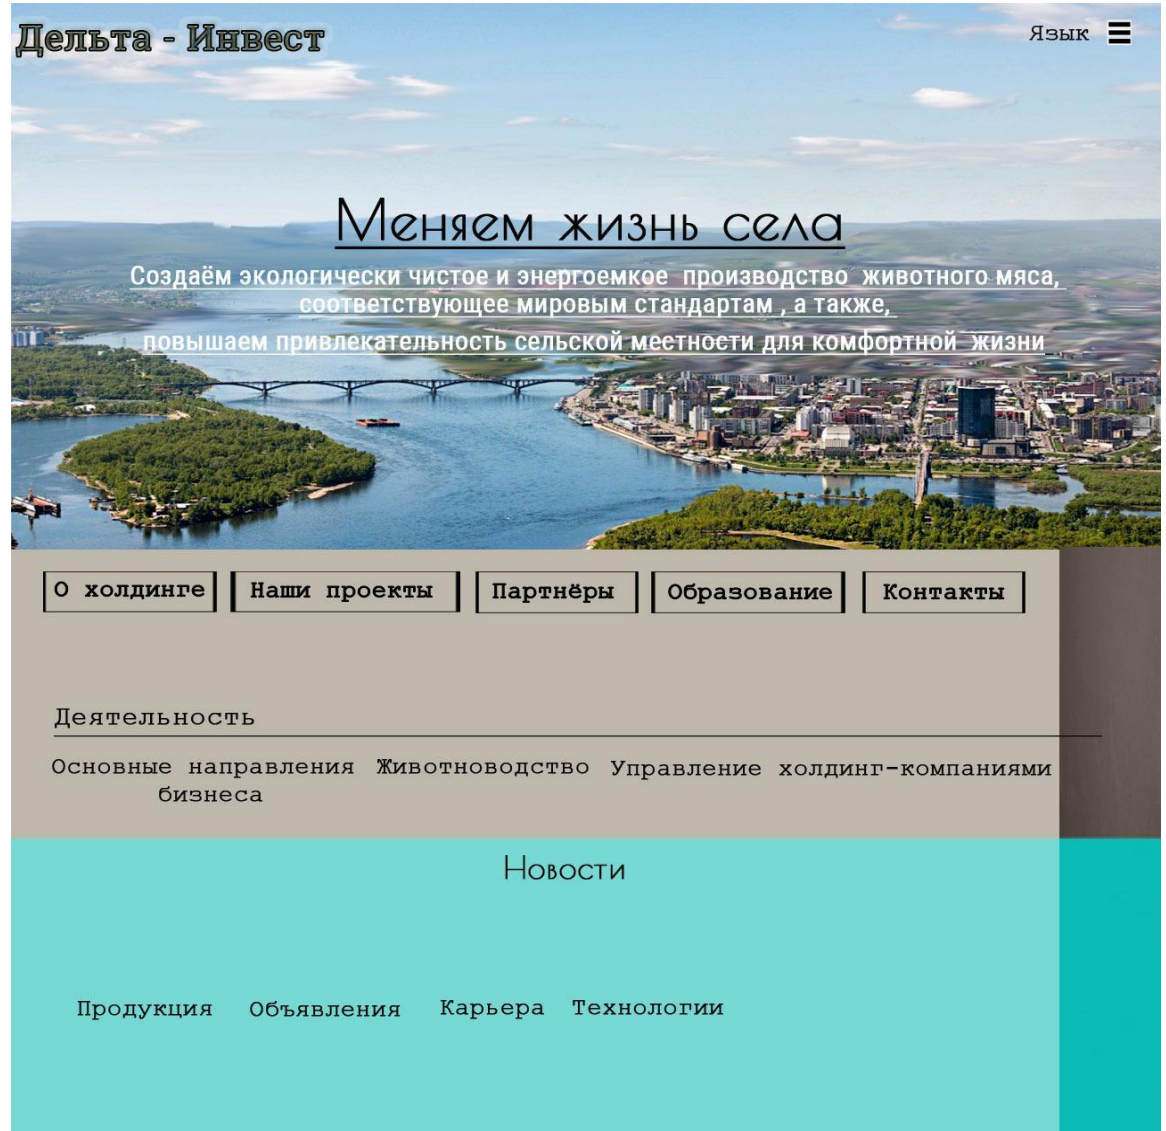 Дельта - Инвест
Язык
Меняем жизнь села
Создаём экологически чистое и энергоемкое производство животного мяса,
соответствующее мировым стандартам , а также,
повышаем привлекательность сельской местности для комфортной жизни
О холдинге
Наши проекты
Партнёры
Образование
Контакты
Деятельность
Основные направления
бизнеса
Животноводство
Управление холдинг-компаниями
Новости
Продукция
Объявления
Карьера
Технологии